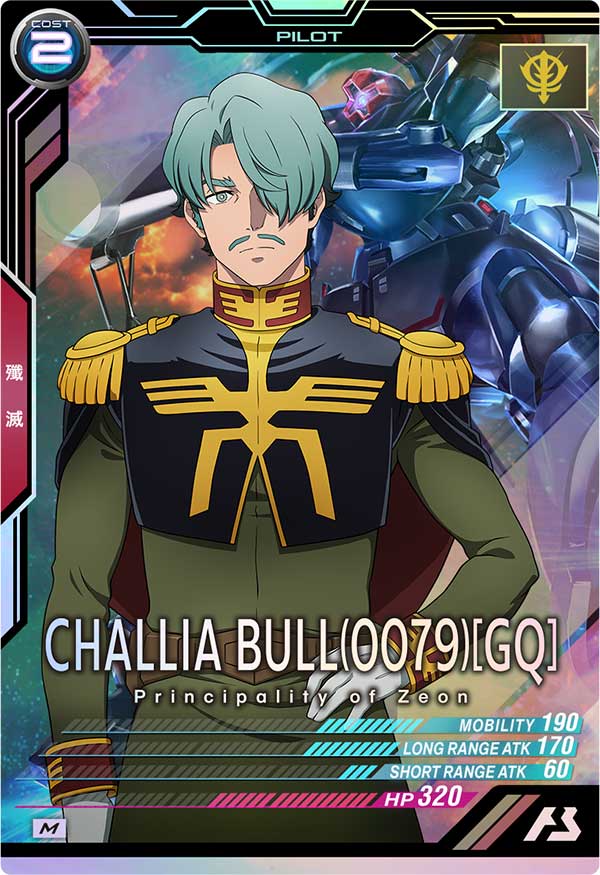 COST
2
PILOT
殲滅
CHALLIA BULL(0079)[GQ]
Principality of Zeon
MOBILITY 190
LONG RANGE ATK 170
SHORT RANGE ATK 60
HP 320
M